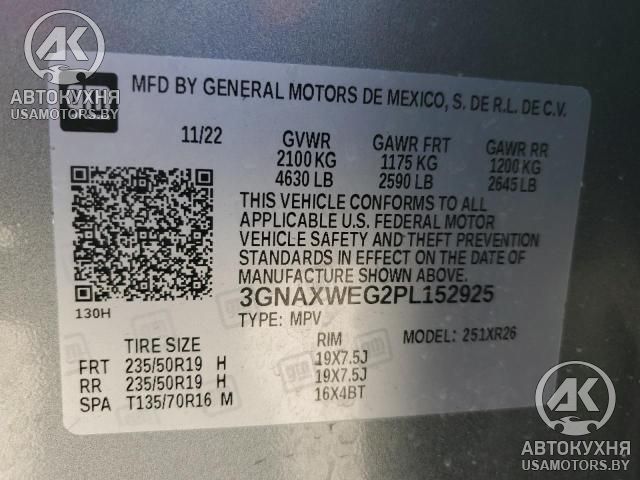 АК
АВТОКУХНЯ
USAMOTORS.BY
GM
MFD BY GENERAL MOTORS DE MEXICO, S. DE R.L. DE C.V.
11/22 GVWR GAWR FRT GAWR RR
2100 KG 1175 KG 1200 KG
4630 LB 2590 LB 2645 LB
THIS VEHICLE CONFORMS TO ALL
APPLICABLE U.S. FEDERAL MOTOR
VEHICLE SAFETY AND THEFT PREVENTION
STANDARDS IN EFFECT ON THE DATE OF
MANUFACTURE SHOWN ABOVE.
3GNAXWEG2PL152925
130H
TYPE: MPV MODEL: 251XR26
TIRE SIZE RIM
FRT 235/50R19 H 19X7.5J
RR 235/50R19 H 19X7.5J
SPA T135/70R16 M 16X4BT
АК
АВТОКУХНЯ
USAMOTORS.BY